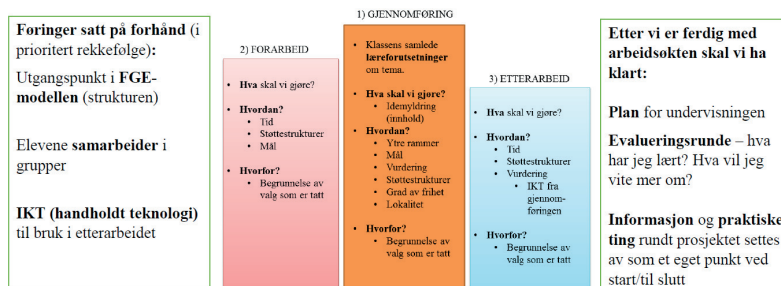 Føringer satt på forhånd (i
prioritert rekkefølge):
Utgangspunkt i FGE-
modellen (strukturen)
Elevene samarbeider i
grupper
IKT (handholdt teknologi)
til bruk i etterarbeidet
2) FORARBEID
• Hva skal vi gjøre?
• Hvordan?
• Tid
• Støttestrukturer
• Mål
• Hvorfor?
• Begrunnelse av
valg som er tatt
1) GJENNOMFØRING
• Klassens samlede
læreforutsetninger
om tema.
• Hva skal vi gjøre?
• Idemyldring
(innhold)
• Hvordan?
• Ytre rammer
• Mål
• Vurdering
• Støttestrukturer
• Grad av frihet
• Lokalitet
• Hvorfor?
• Begrunnelse av
valg som er tatt
3) ETTERARBEID
• Hva skal vi gjøre?
• Hvordan?
• Tid
• Støttestrukturer
• Vurdering
• IKT fra
gjennom-
føringen
• Hvorfor?
• Begrunnelse av
valg som er tatt
Etter vi er ferdig med
arbeidsøkten skal vi ha
klart:
Plan for undervisningen
Evalueringsrunde – hva
har jeg lært? Hva vil jeg
vite mer om?
Informasjon og praktiske
ting rundt prosjektet settes
av som et eget punkt ved
start/til slutt